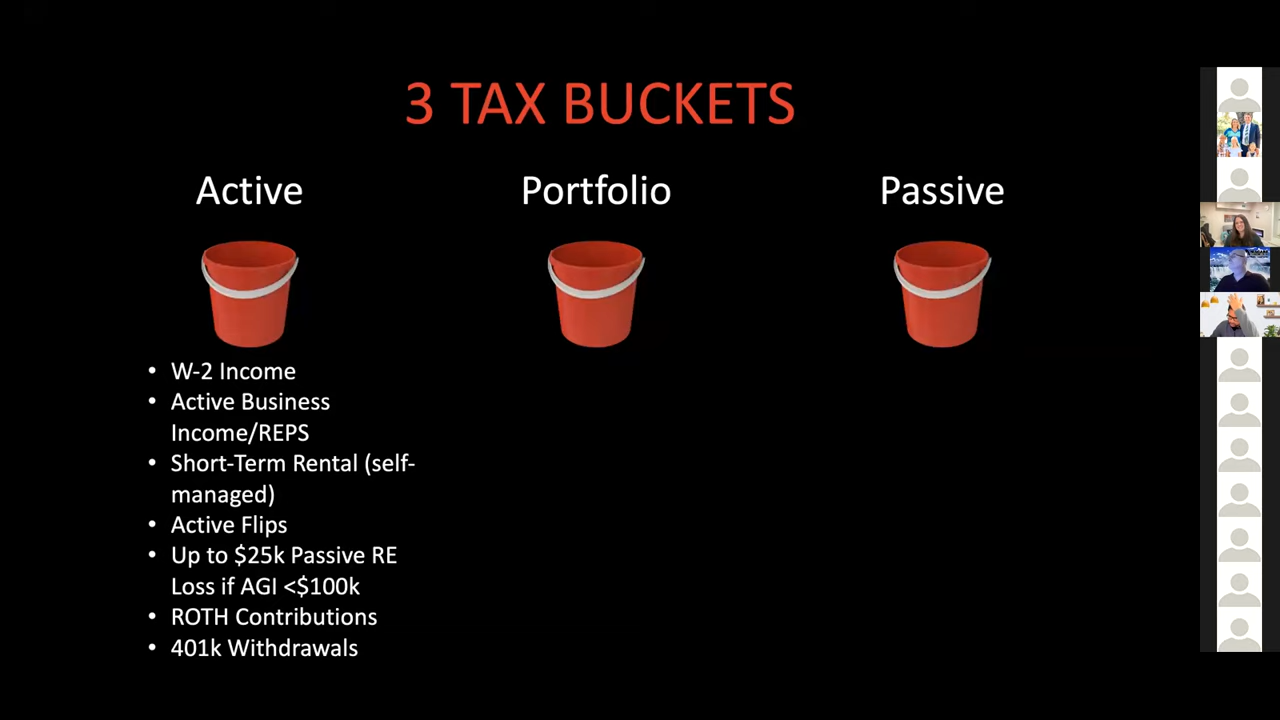 3 TAX BUCKETS
Active
Portfolio
Passive
• W-2 Income
• Active Business
Income/REPS
• Short-Term Rental (self-
managed)
• Active Flips
• Up to $25k Passive RE
Loss if AGI <$100k
• ROTH Contributions
• 401k Withdrawals